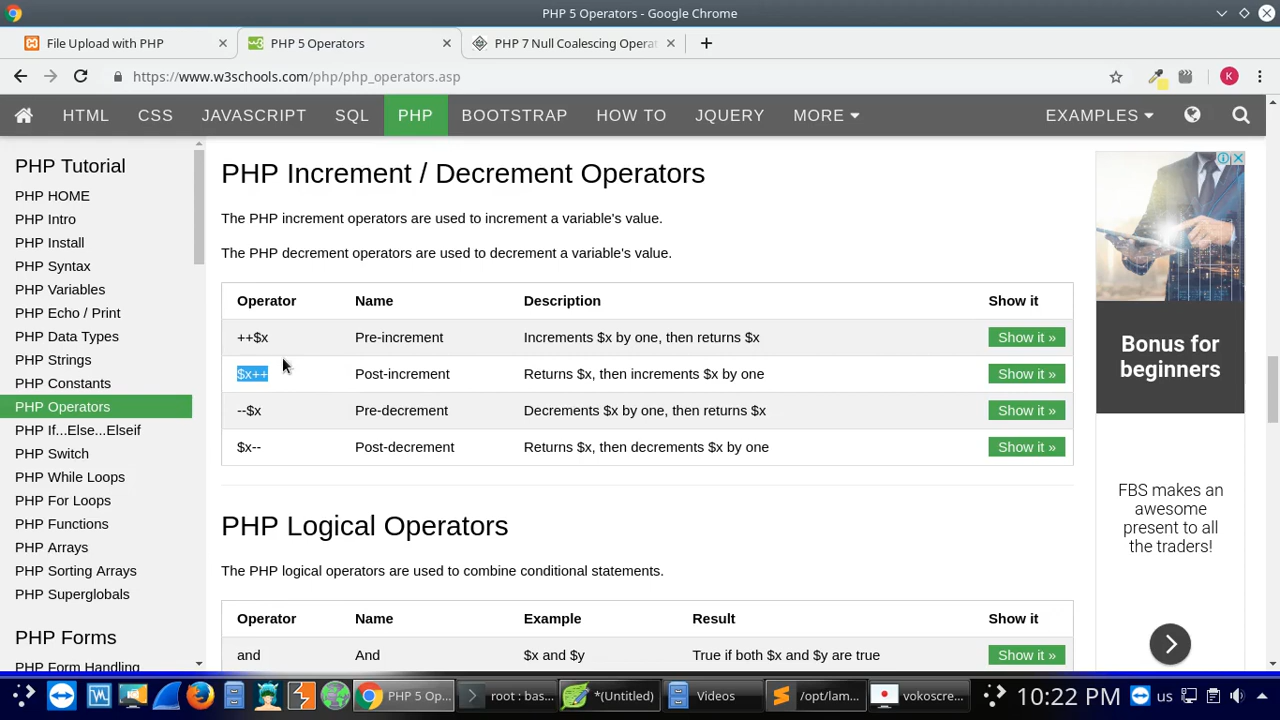 PHP 5 Operators - Google Chrome
File Upload with PHP
PHP 5 Operators
PHP 7 Null Coalescing Operat
https://www.w3schools.com/php/php_operators.asp
K
HTML CSS JAVASCRIPT SQL PHP BOOTSTRAP HOW TO JQUERY MORE EXAMPLES
PHP Tutorial
PHP HOME
PHP Intro
PHP Install
PHP Syntax
PHP Variables
PHP Echo / Print
PHP Data Types
PHP Strings
PHP Constants
PHP Operators
PHP If...Else...Elseif
PHP Switch
PHP While Loops
PHP For Loops
PHP Functions
PHP Arrays
PHP Sorting Arrays
PHP Superglobals
PHP Forms
PHP Form Handling
PHP Increment / Decrement Operators
The PHP increment operators are used to increment a variable's value.
The PHP decrement operators are used to decrement a variable's value.
Operator Name Description Show it
++$x Pre-increment Increments $x by one, then returns $x Show it »
$x++ Post-increment Returns $x, then increments $x by one Show it »
--$x Pre-decrement Decrements $x by one, then returns $x Show it »
$x-- Post-decrement Returns $x, then decrements $x by one Show it »
PHP Logical Operators
The PHP logical operators are used to combine conditional statements.
Operator Name Example Result Show it
and And $x and $y True if both $x and $y are true Show it »
Bonus for
beginners
FBS makes an
awesome
present to all
the traders!
PHP 5 Op... root : bas... *(Untitled) Videos /opt/lam... vokoscre... 10:22 PM us